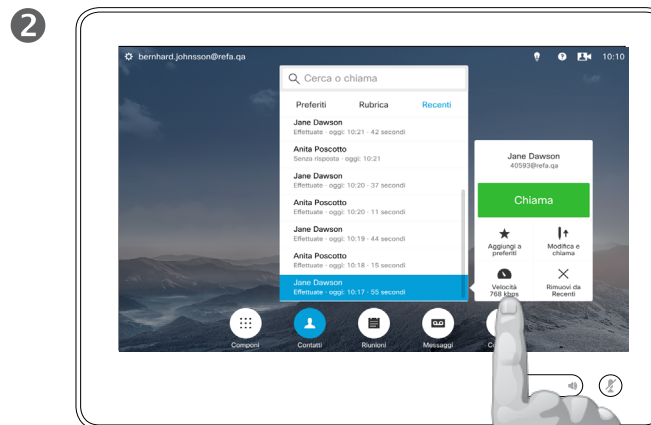 2
bernhard.johnsson@refa.qa
10:10
Cerca o chiama
Preferiti Rubrica Recenti
Jane Dawson
Effettuate - oggi: 10:21 - 42 secondi
Anita Poscotto
Senza risposta - oggi: 10:21
Jane Dawson
Effettuate - oggi: 10:20 - 37 secondi
Anita Poscotto
Effettuate - oggi: 10:20 - 11 secondi
Jane Dawson
Effettuate - oggi: 10:19 - 44 secondi
Anita Poscotto
Effettuate - oggi: 10:18 - 15 secondi
Jane Dawson
Effettuate - oggi: 10:17 - 55 secondi
Jane Dawson
40593@refa.qa
Chiama
Aggiungi a
preferiti
Modifica e
chiama
Velocità
768 kbps
Rimuovi da
Recenti
Componi Contatti Riunioni Messaggi